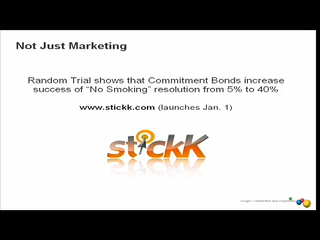 Not Just Marketing
Random Trial shows that Commitment Bonds increase
success of "No Smoking" resolution from 5% to 40%
www.stickk.com (launches Jan. 1)
stickK